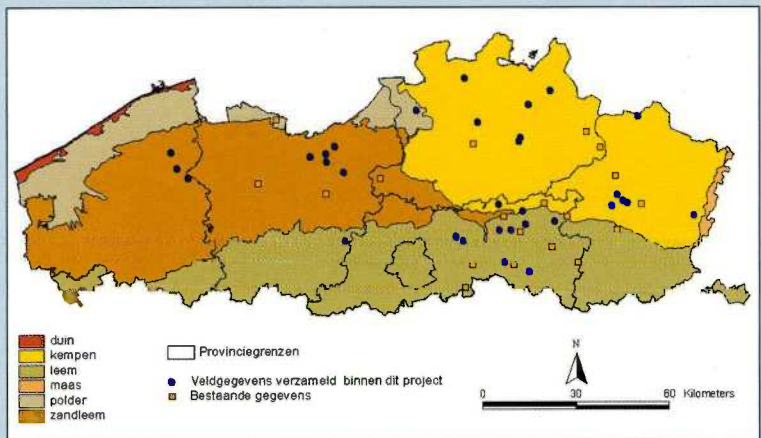 duin
kempen
leem
maas
polder
zandleem
Provinciegrenzen
Veldgegevens verzameld binnen dit project
Bestaande gegevens
N
0 30 60 Kilometers